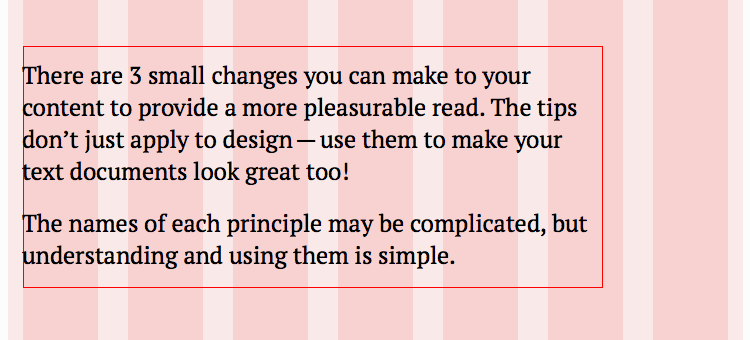 There are 3 small changes you can make to your
content to provide a more pleasurable read. The tips
don’t just apply to design — use them to make your
text documents look great too!
The names of each principle may be complicated, but
understanding and using them is simple.